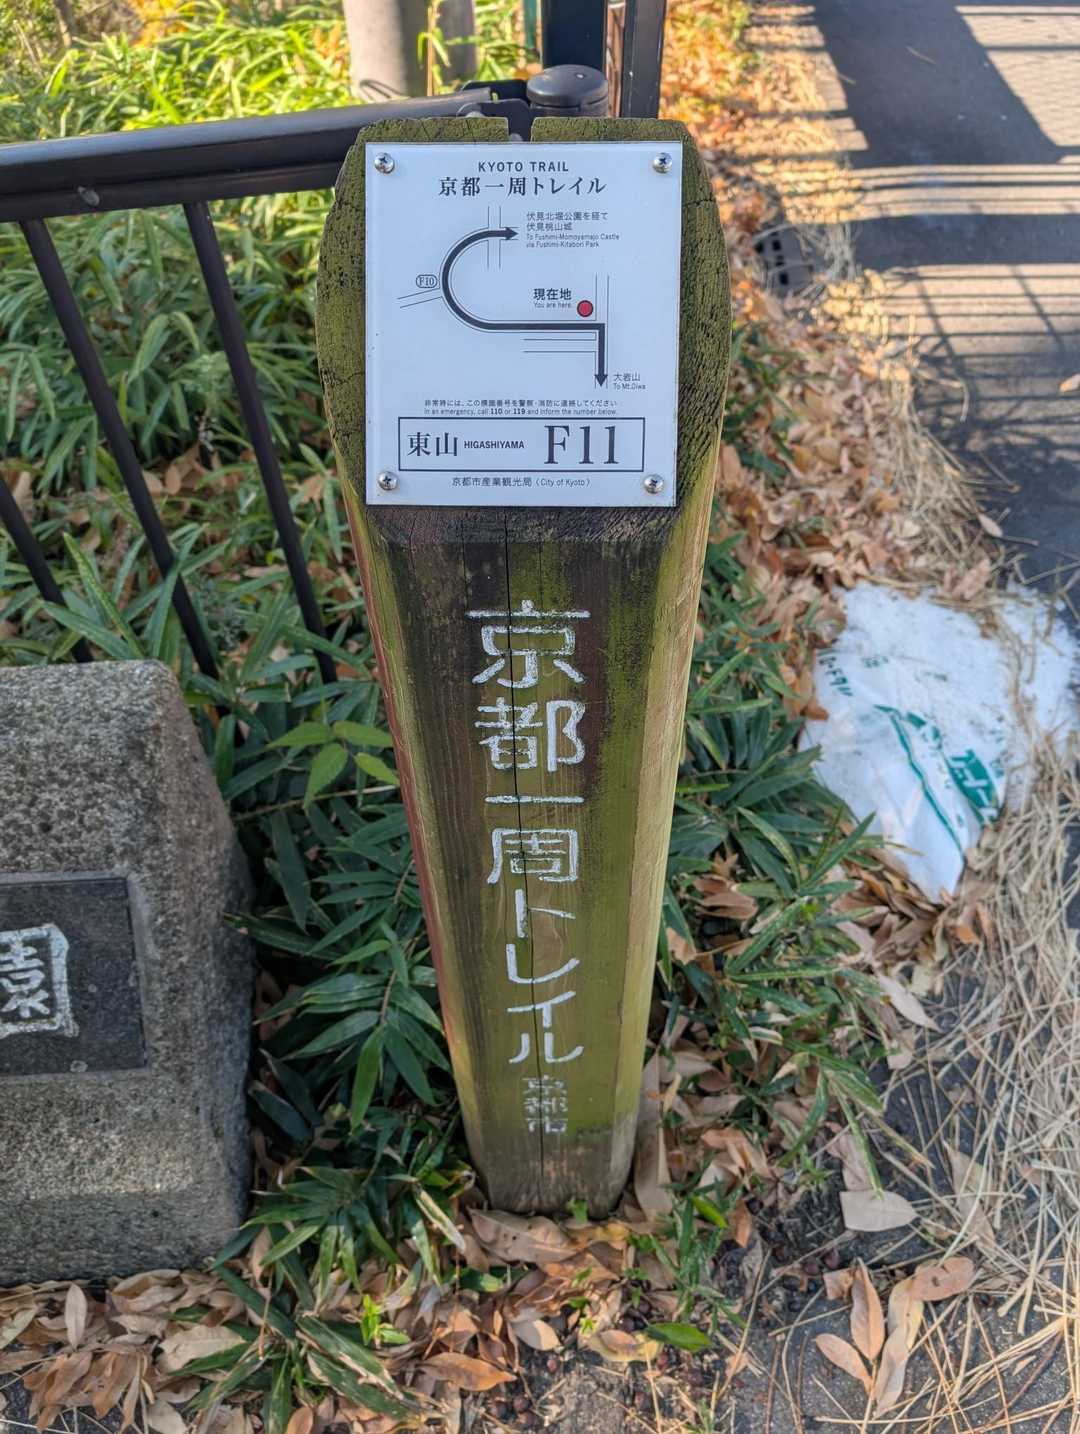 KYOTO TRAIL
京都一周トレイル
伏見北堀公園を経て
伏見桃山城
To Fushimi-Momoyamajo Castle
via Fushimi-Kitabori Park
F10
現在地
You are here.
大岩山
To Mt.Oiwa
非常時には、この標識番号を警察・消防に連絡してください
In an emergency, call 110 or 119 and inform the number below.
東山 HIGASHIYAMA F11
京都市産業観光局 (City of Kyoto)
京都一周トレイル
京都市
園